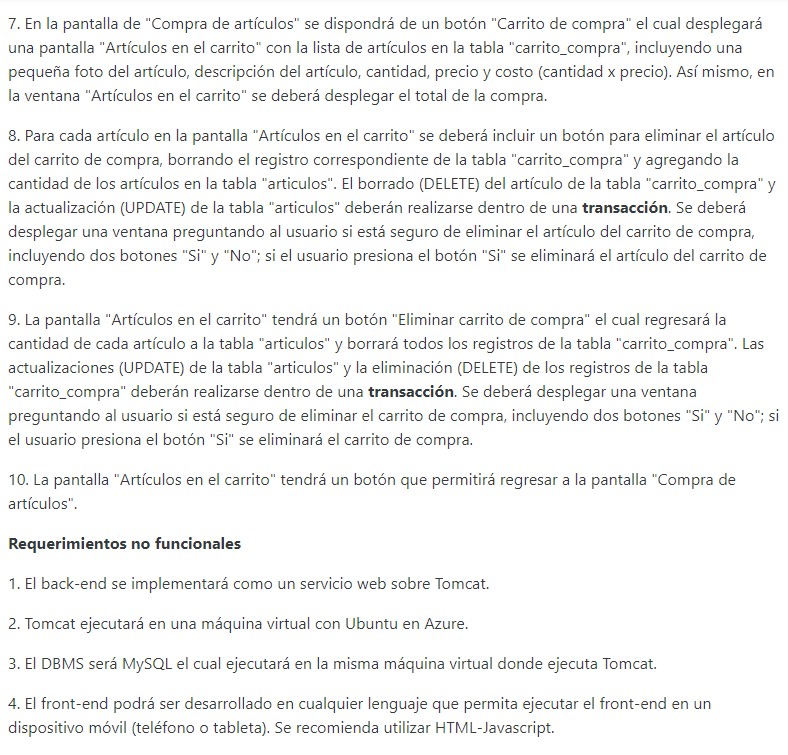 7. En la pantalla de "Compra de artículos" se dispondrá de un botón "Carrito de compra" el cual desplegará
una pantalla "Artículos en el carrito" con la lista de artículos en la tabla "carrito_compra", incluyendo una
pequeña foto del artículo, descripción del artículo, cantidad, precio y costo (cantidad x precio). Así mismo, en
la ventana "Artículos en el carrito" se deberá desplegar el total de la compra.
8. Para cada artículo en la pantalla "Artículos en el carrito" se deberá incluir un botón para eliminar el artículo
del carrito de compra, borrando el registro correspondiente de la tabla "carrito_compra" y agregando la
cantidad de los artículos en la tabla "articulos". El borrado (DELETE) del artículo de la tabla "carrito_compra" y
la actualización (UPDATE) de la tabla "articulos" deberán realizarse dentro de una transacción. Se deberá
desplegar una ventana preguntando al usuario si está seguro de eliminar el artículo del carrito de compra,
incluyendo dos botones "Si" y "No"; si el usuario presiona el botón "Si" se eliminará el artículo del carrito de
compra.
9. La pantalla "Artículos en el carrito" tendrá un botón "Eliminar carrito de compra" el cual regresará la
cantidad de cada artículo a la tabla "articulos" y borrará todos los registros de la tabla "carrito_compra". Las
actualizaciones (UPDATE) de la tabla "articulos" y la eliminación (DELETE) de los registros de la tabla
"carrito_compra" deberán realizarse dentro de una transacción. Se deberá desplegar una ventana
preguntando al usuario si está seguro de eliminar el carrito de compra, incluyendo dos botones "Si" y "No"; si
el usuario presiona el botón "Si" se eliminará el carrito de compra.
10. La pantalla "Artículos en el carrito" tendrá un botón que permitirá regresar a la pantalla "Compra de
artículos".
Requerimientos no funcionales
1. El back-end se implementará como un servicio web sobre Tomcat.
2. Tomcat ejecutará en una máquina virtual con Ubuntu en Azure.
3. El DBMS será MySQL el cual ejecutará en la misma máquina virtual donde ejecuta Tomcat.
4. El front-end podrá ser desarrollado en cualquier lenguaje que permita ejecutar el front-end en un
dispositivo móvil (teléfono o tableta). Se recomienda utilizar HTML-Javascript.